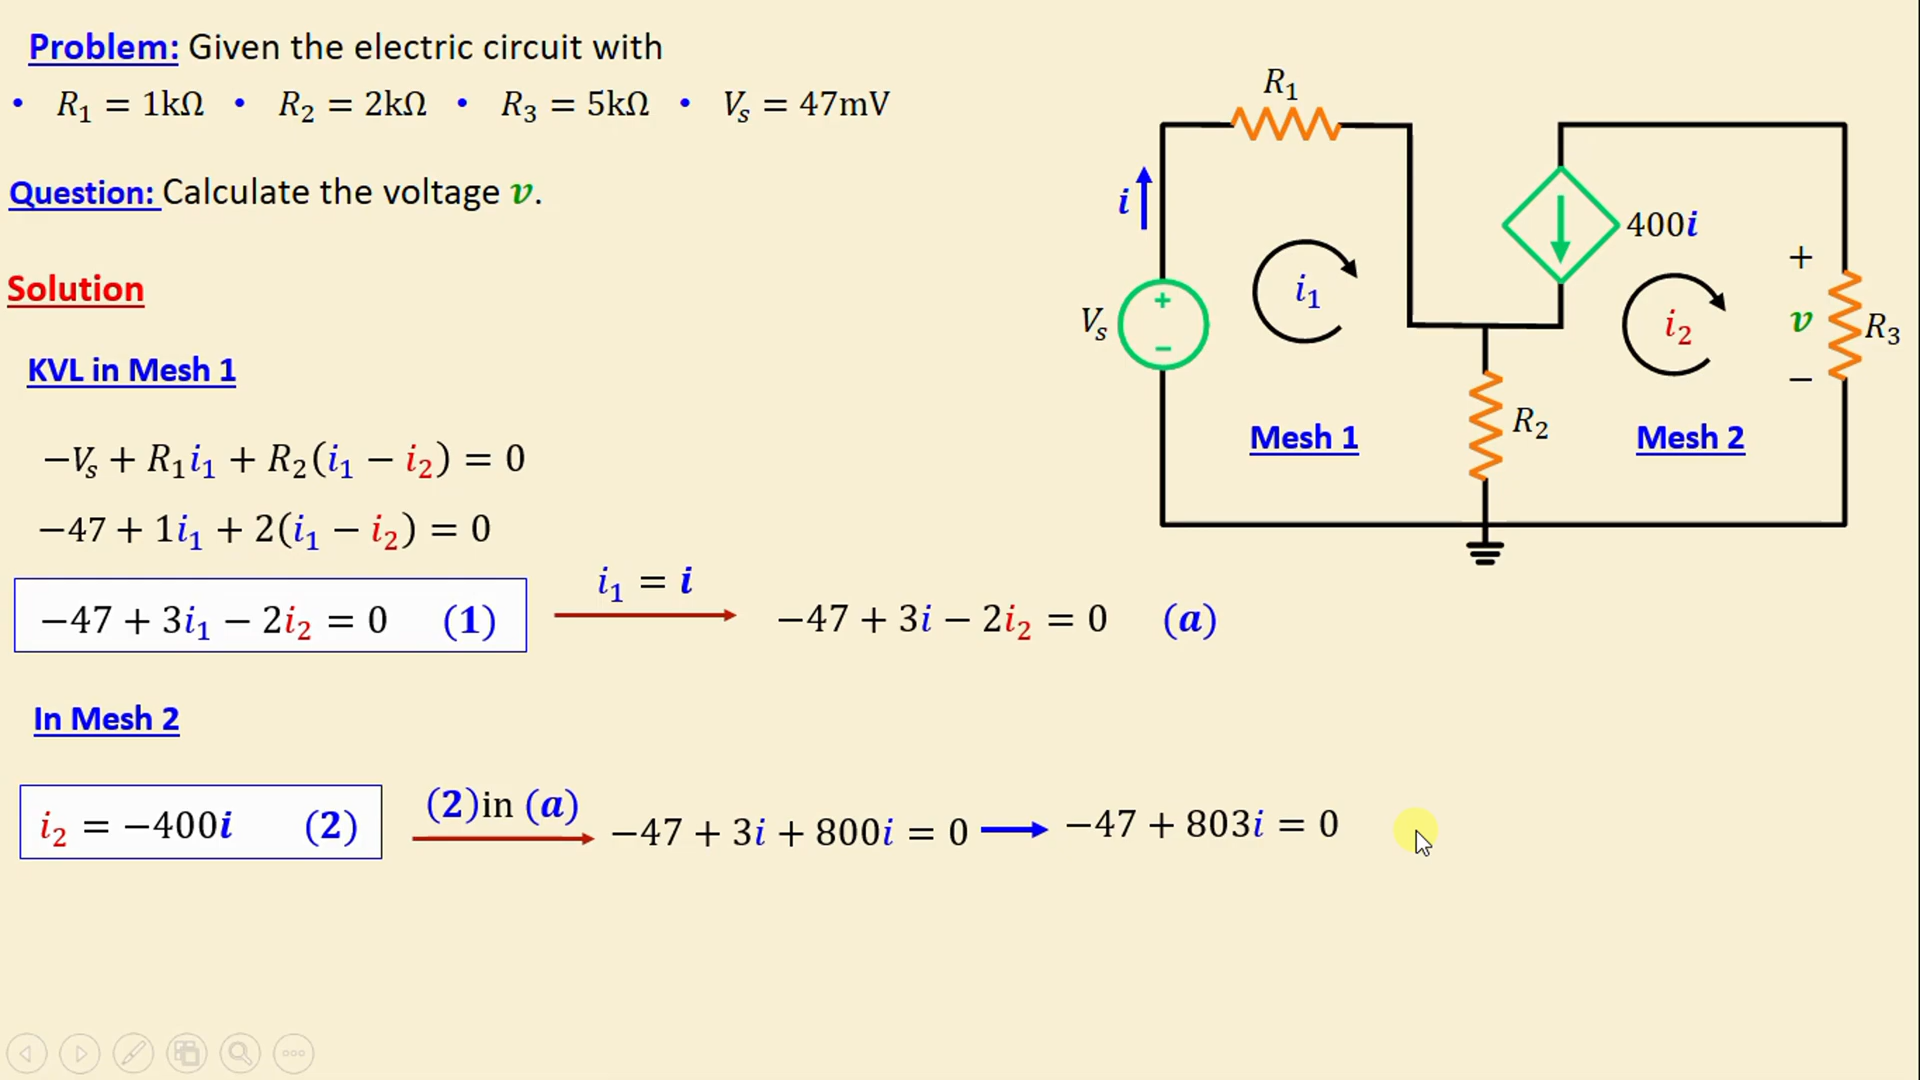 Problem: Given the electric circuit with
• R₁ = 1kΩ • R₂ = 2kΩ • R₃ = 5kΩ • Vₛ = 47mV
Question: Calculate the voltage v.
Solution
KVL in Mesh 1
−Vₛ + R₁i₁ + R₂(i₁ − i₂) = 0
−47 + 1i₁ + 2(i₁ − i₂) = 0
−47 + 3i₁ − 2i₂ = 0 (1)
i₁ = i
−47 + 3i − 2i₂ = 0 (a)
In Mesh 2
i₂ = −400i (2)
(2)in (a)
−47 + 3i + 800i = 0
−47 + 803i = 0
R₁
i
i₁
Vₛ
+
−
Mesh 1
400i
i₂
+
v
−
R₃
R₂
Mesh 2